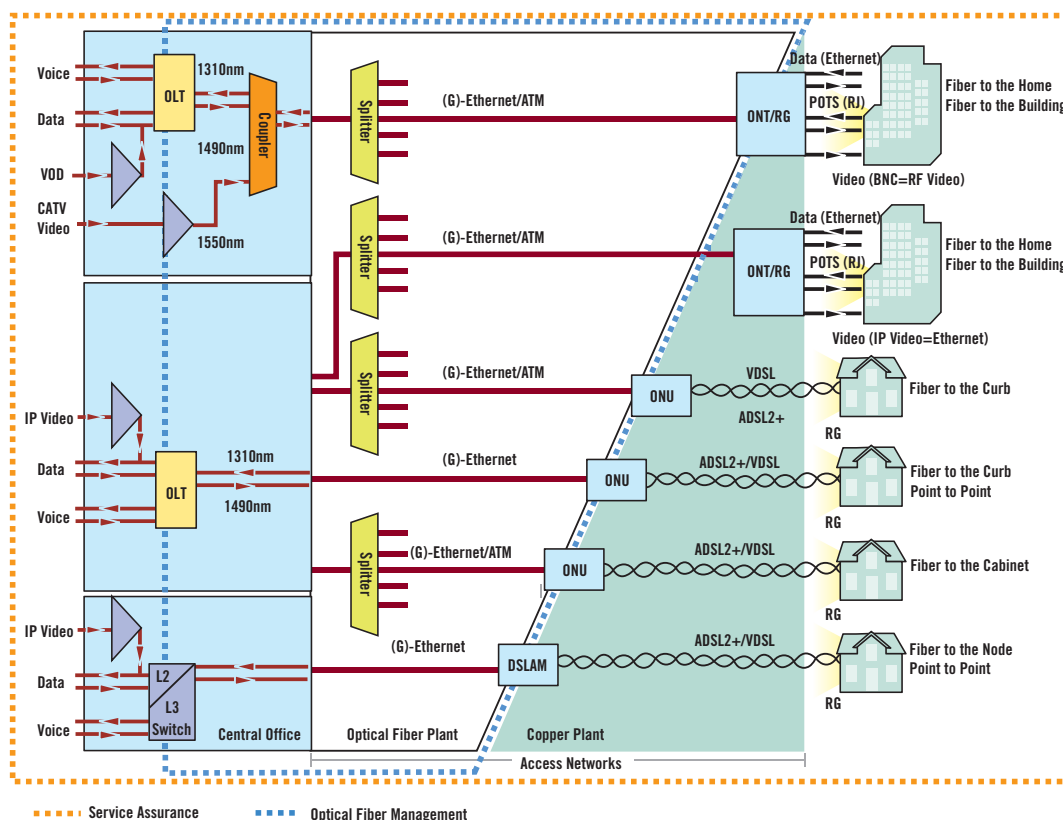 Voice
Data
VOD
CATV
Video
OLT
1310nm
1490nm
1550nm
Coupler
Splitter
(G)-Ethernet/ATM
ONT/RG
Data (Ethernet)
POTS (RJ)
Video (BNC=RF Video)
Fiber to the Home
Fiber to the Building
Splitter
(G)-Ethernet/ATM
ONT/RG
Data (Ethernet)
POTS (RJ)
Video (IP Video=Ethernet)
Fiber to the Home
Fiber to the Building
Splitter
(G)-Ethernet/ATM
ONU
VDSL
ADSL2+
RG
Fiber to the Curb
IP Video
Data
Voice
OLT
1310nm
1490nm
(G)-Ethernet
ONU
ADSL2+/VDSL
RG
Fiber to the Curb
Point to Point
Splitter
(G)-Ethernet/ATM
ONU
ADSL2+/VDSL
RG
Fiber to the Cabinet
IP Video
Data
Voice
L2
L3
Switch
(G)-Ethernet
DSLAM
ADSL2+/VDSL
RG
Fiber to the Node
Point to Point
Central Office
Optical Fiber Plant
Copper Plant
Access Networks
Service Assurance
Optical Fiber Management